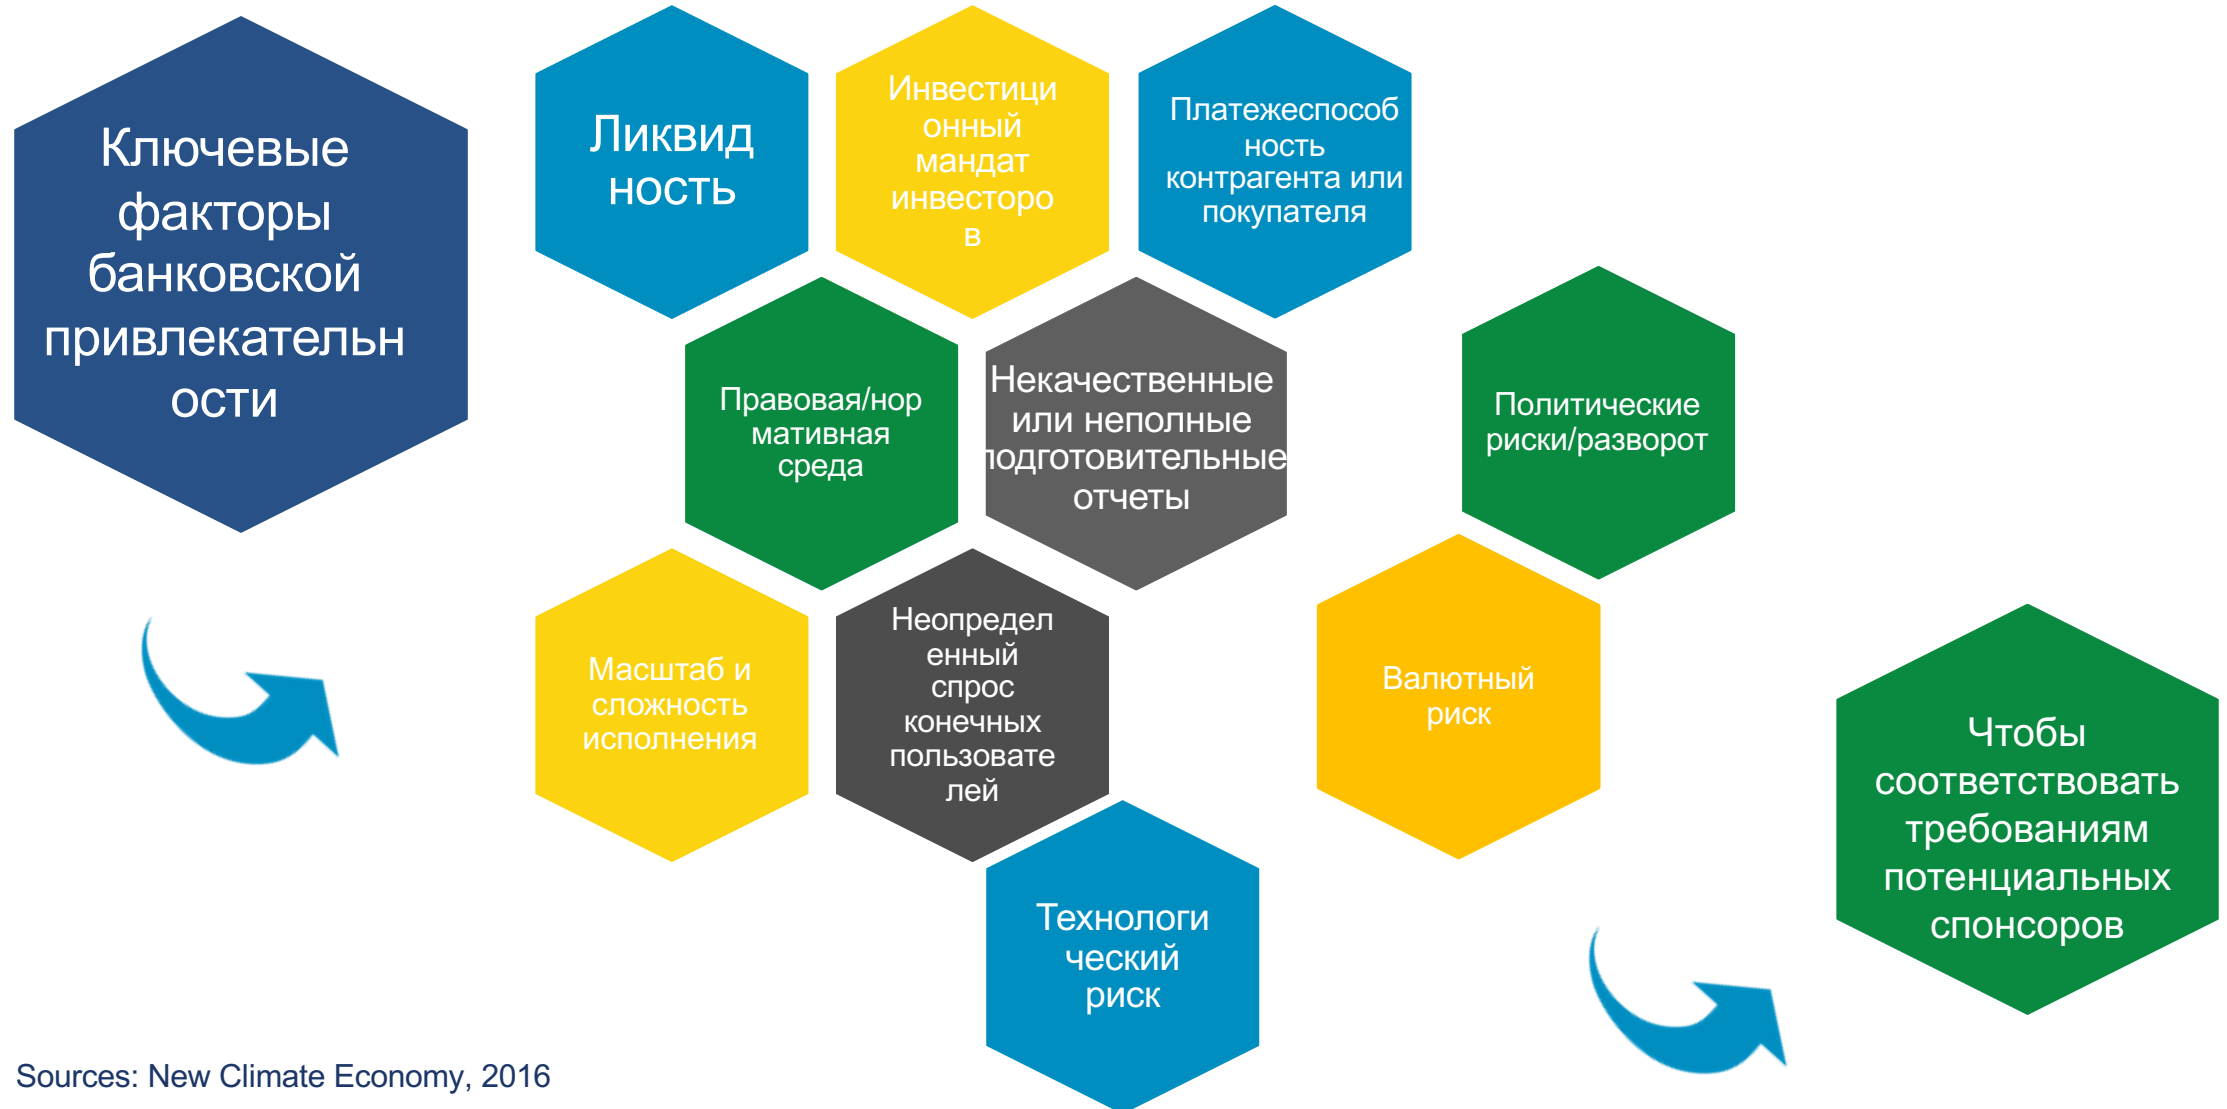 Ключевые
факторы
банковской
привлекательн
ости
Ликвид
ность
Инвестици
онный
мандат
инвесторо
в
Платежеспособ
ность
контрагента или
покупателя
Правовая/нор
мативная
среда
Некачественные
или неполные
подготовительные
отчеты
Политические
риски/разворот
Масштаб и
сложность
исполнения
Неопредел
енный
спрос
конечных
пользовате
лей
Валютный
риск
Технологи
ческий
риск
Чтобы
соответствовать
требованиям
потенциальных
спонсоров
Sources: New Climate Economy, 2016